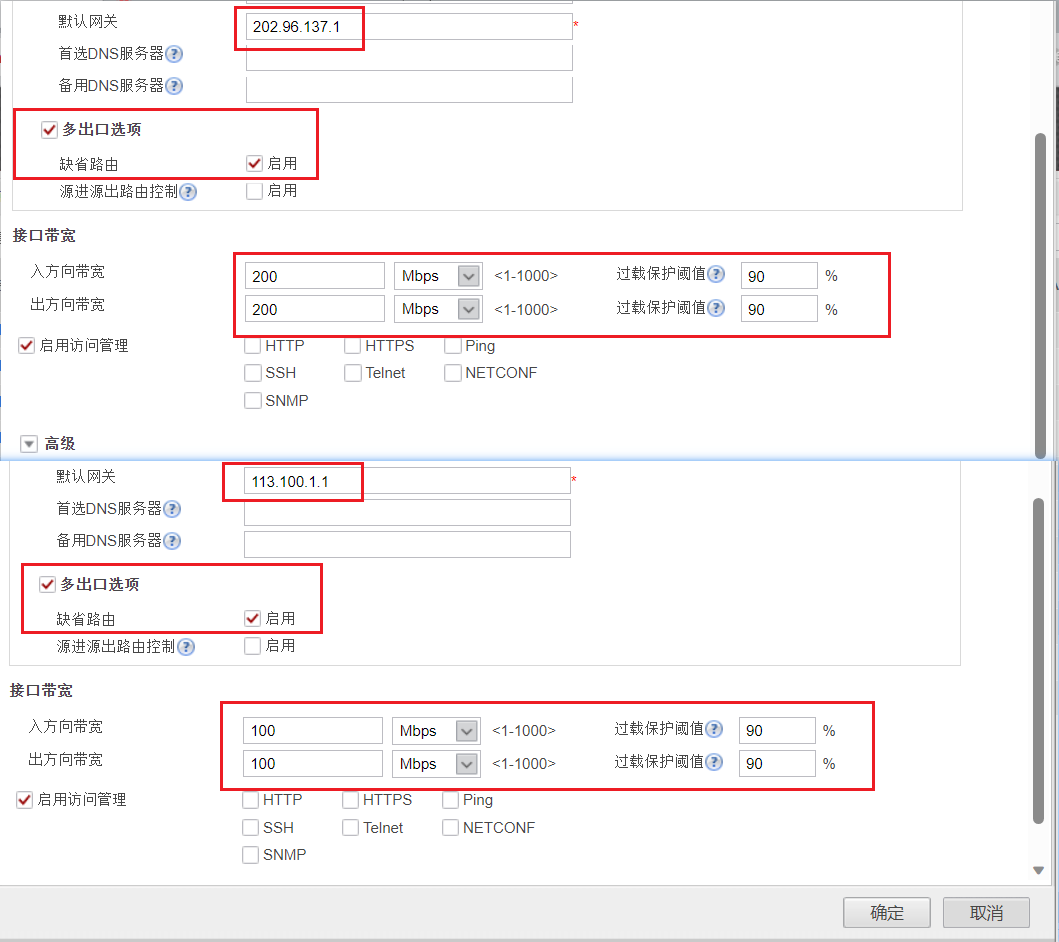 默认网关 202.96.137.1 *
首选DNS服务器 ?
备用DNS服务器 ?
多出口选项
缺省路由 启用
源进源出路由控制 ? 启用
接口带宽
入方向带宽 200 Mbps <1-1000> 过载保护阈值 ? 90 %
出方向带宽 200 Mbps <1-1000> 过载保护阈值 ? 90 %
启用访问管理 HTTP HTTPS Ping
SSH Telnet NETCONF
SNMP
高级
默认网关 113.100.1.1 *
首选DNS服务器 ?
备用DNS服务器 ?
多出口选项
缺省路由 启用
源进源出路由控制 ? 启用
接口带宽
入方向带宽 100 Mbps <1-1000> 过载保护阈值 ? 90 %
出方向带宽 100 Mbps <1-1000> 过载保护阈值 ? 90 %
启用访问管理 HTTP HTTPS Ping
SSH Telnet NETCONF
SNMP
确定 取消